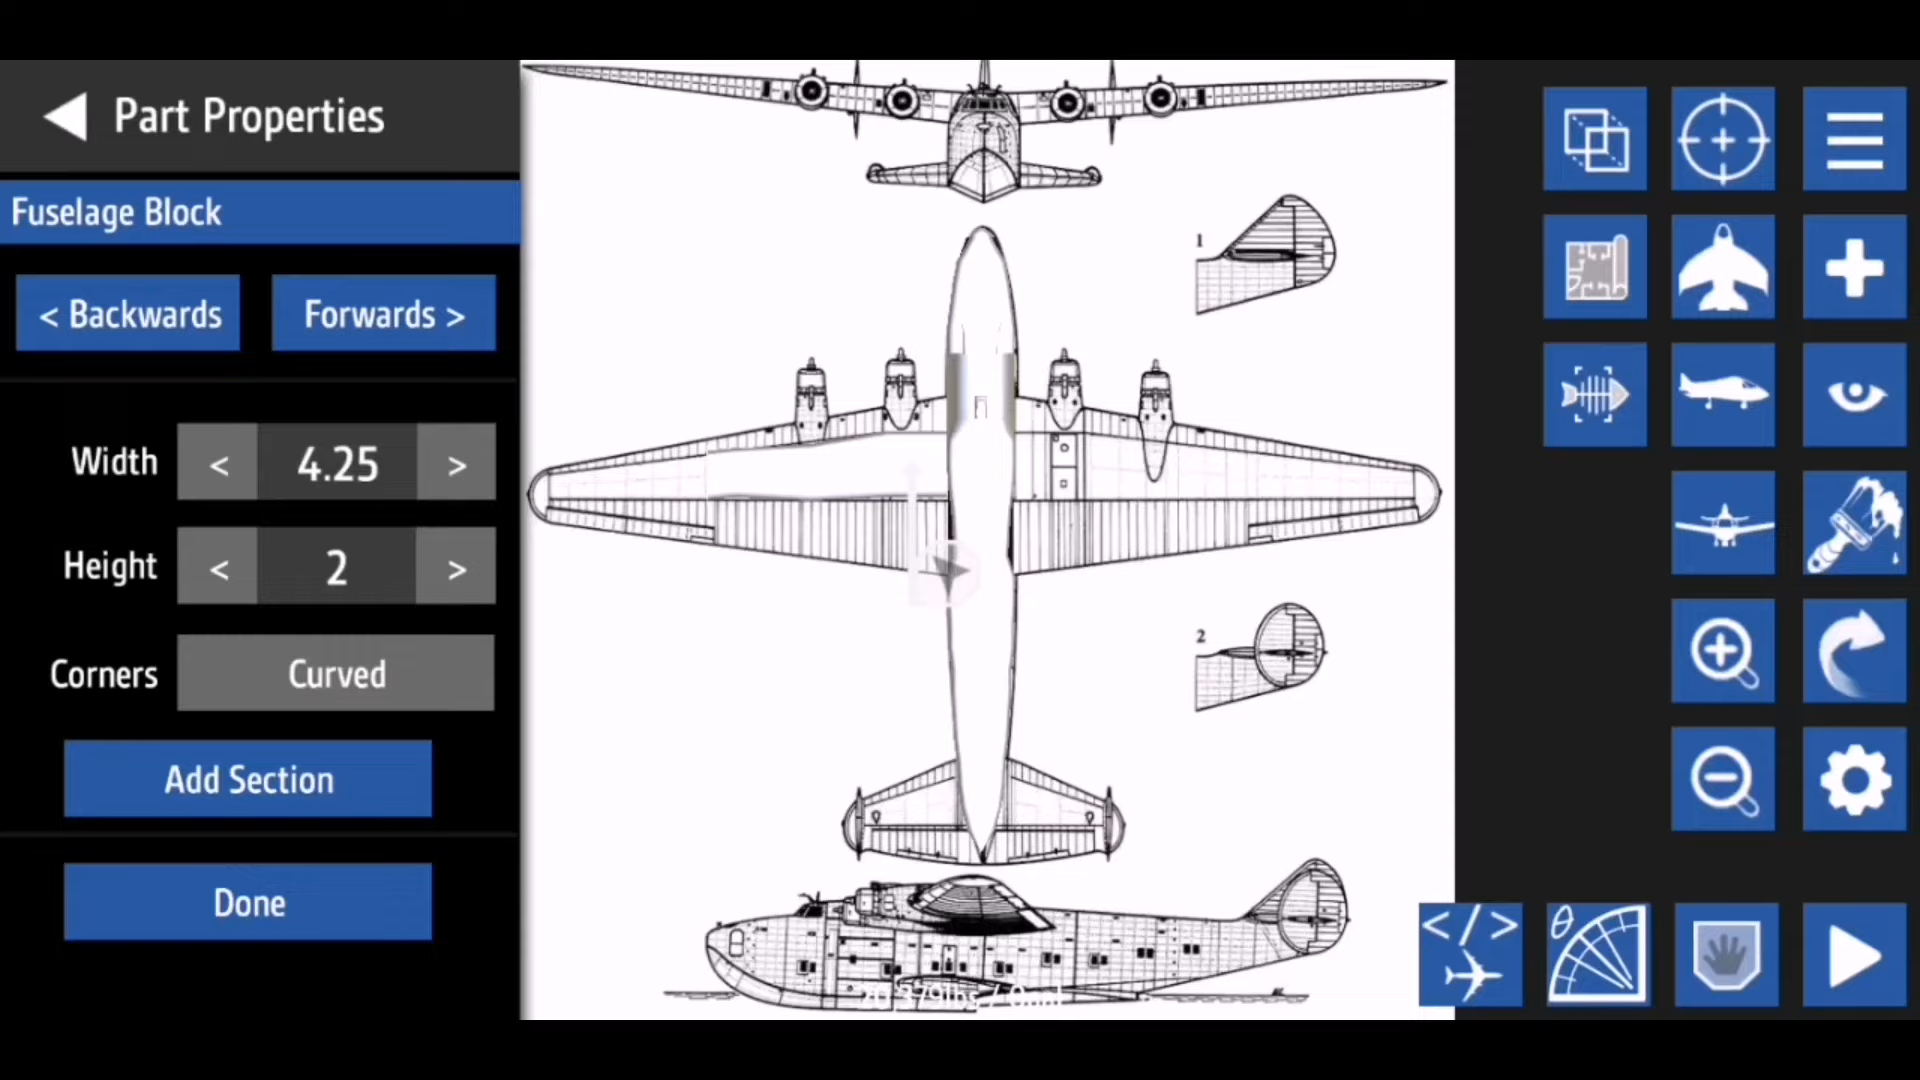 Part Properties
Fuselage Block
< Backwards
Forwards >
Width
<
4.25
>
Height
<
2
>
Corners
Curved
Add Section
Done
1
2
</>
θ